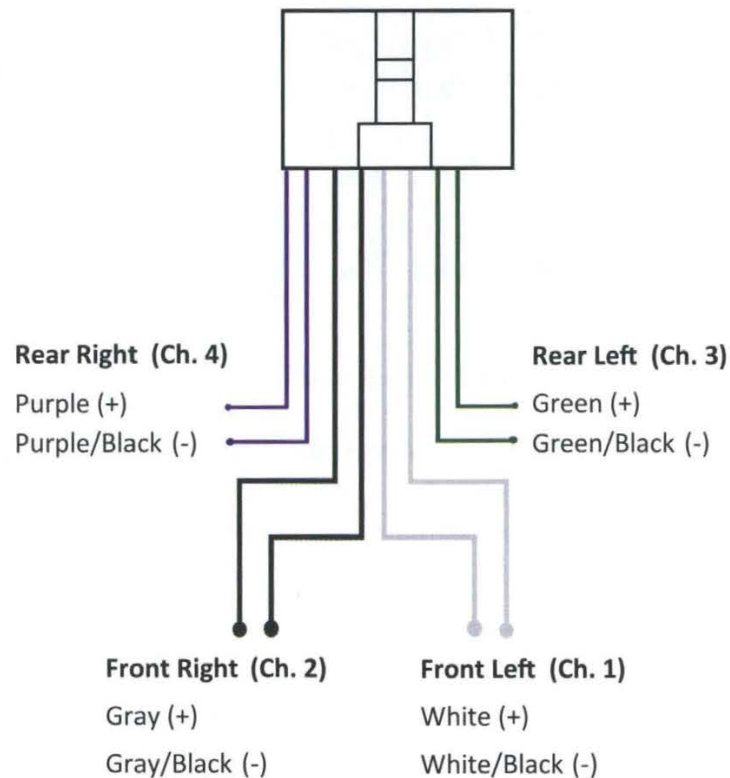 Rear Right (Ch. 4)
Purple (+)
Purple/Black (-)
Rear Left (Ch. 3)
Green (+)
Green/Black (-)
Front Right (Ch. 2)
Gray (+)
Gray/Black (-)
Front Left (Ch. 1)
White (+)
White/Black (-)